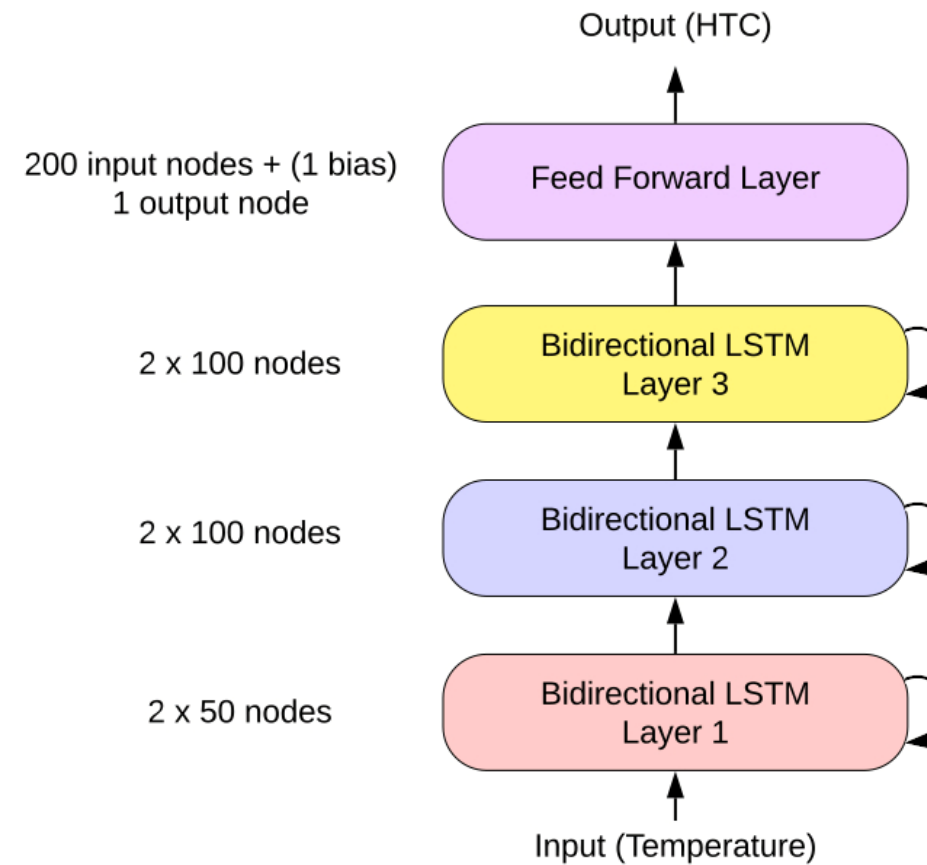 Output (HTC)
200 input nodes + (1 bias)
1 output node
Feed Forward Layer
2 x 100 nodes
Bidirectional LSTM
Layer 3
2 x 100 nodes
Bidirectional LSTM
Layer 2
2 x 50 nodes
Bidirectional LSTM
Layer 1
Input (Temperature)